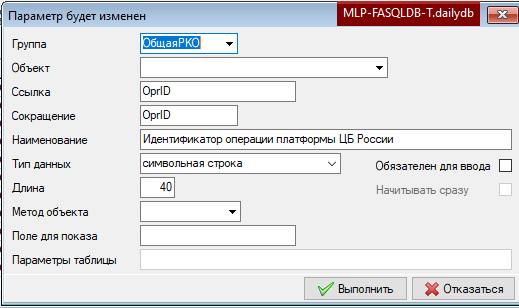 Параметр будет изменен MLP-FASQLDB-T.dailydb
Группа ОбщаяРКО
Объект
Ссылка OprID
Сокращение OprID
Наименование Идентификатор операции платформы ЦБ России
Тип данных символьная строка Обязателен для ввода
Длина 40 Начитывать сразу
Метод объекта
Поле для показа
Параметры таблицы
Выполнить Отказаться